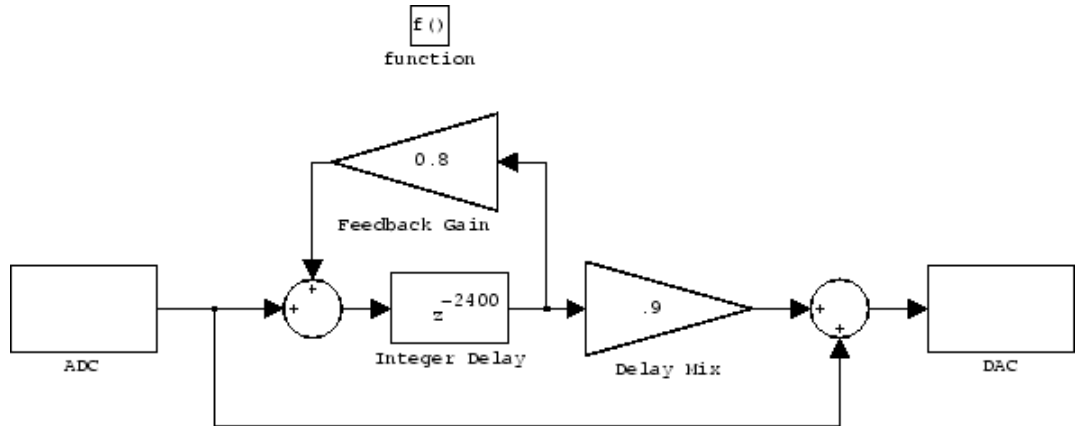 f()
function
0.8
Feedback Gain
+
+
z-2400
.9
+
+
ADC
Integer Delay
Delay Mix
DAC